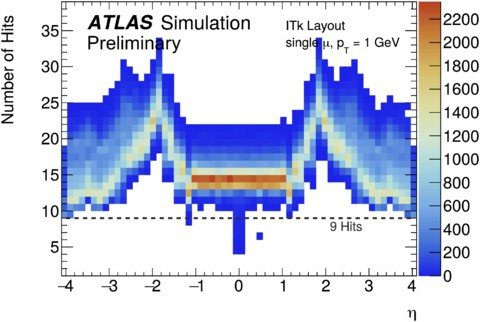 ATLAS Simulation
Preliminary
ITk Layout
single μ, pT = 1 GeV
Number of Hits
35
30
25
20
15
10
5
9 Hits
−4 −3 −2 −1 0 1 2 3 4
η
2200
2000
1800
1600
1400
1200
1000
800
600
400
200
0